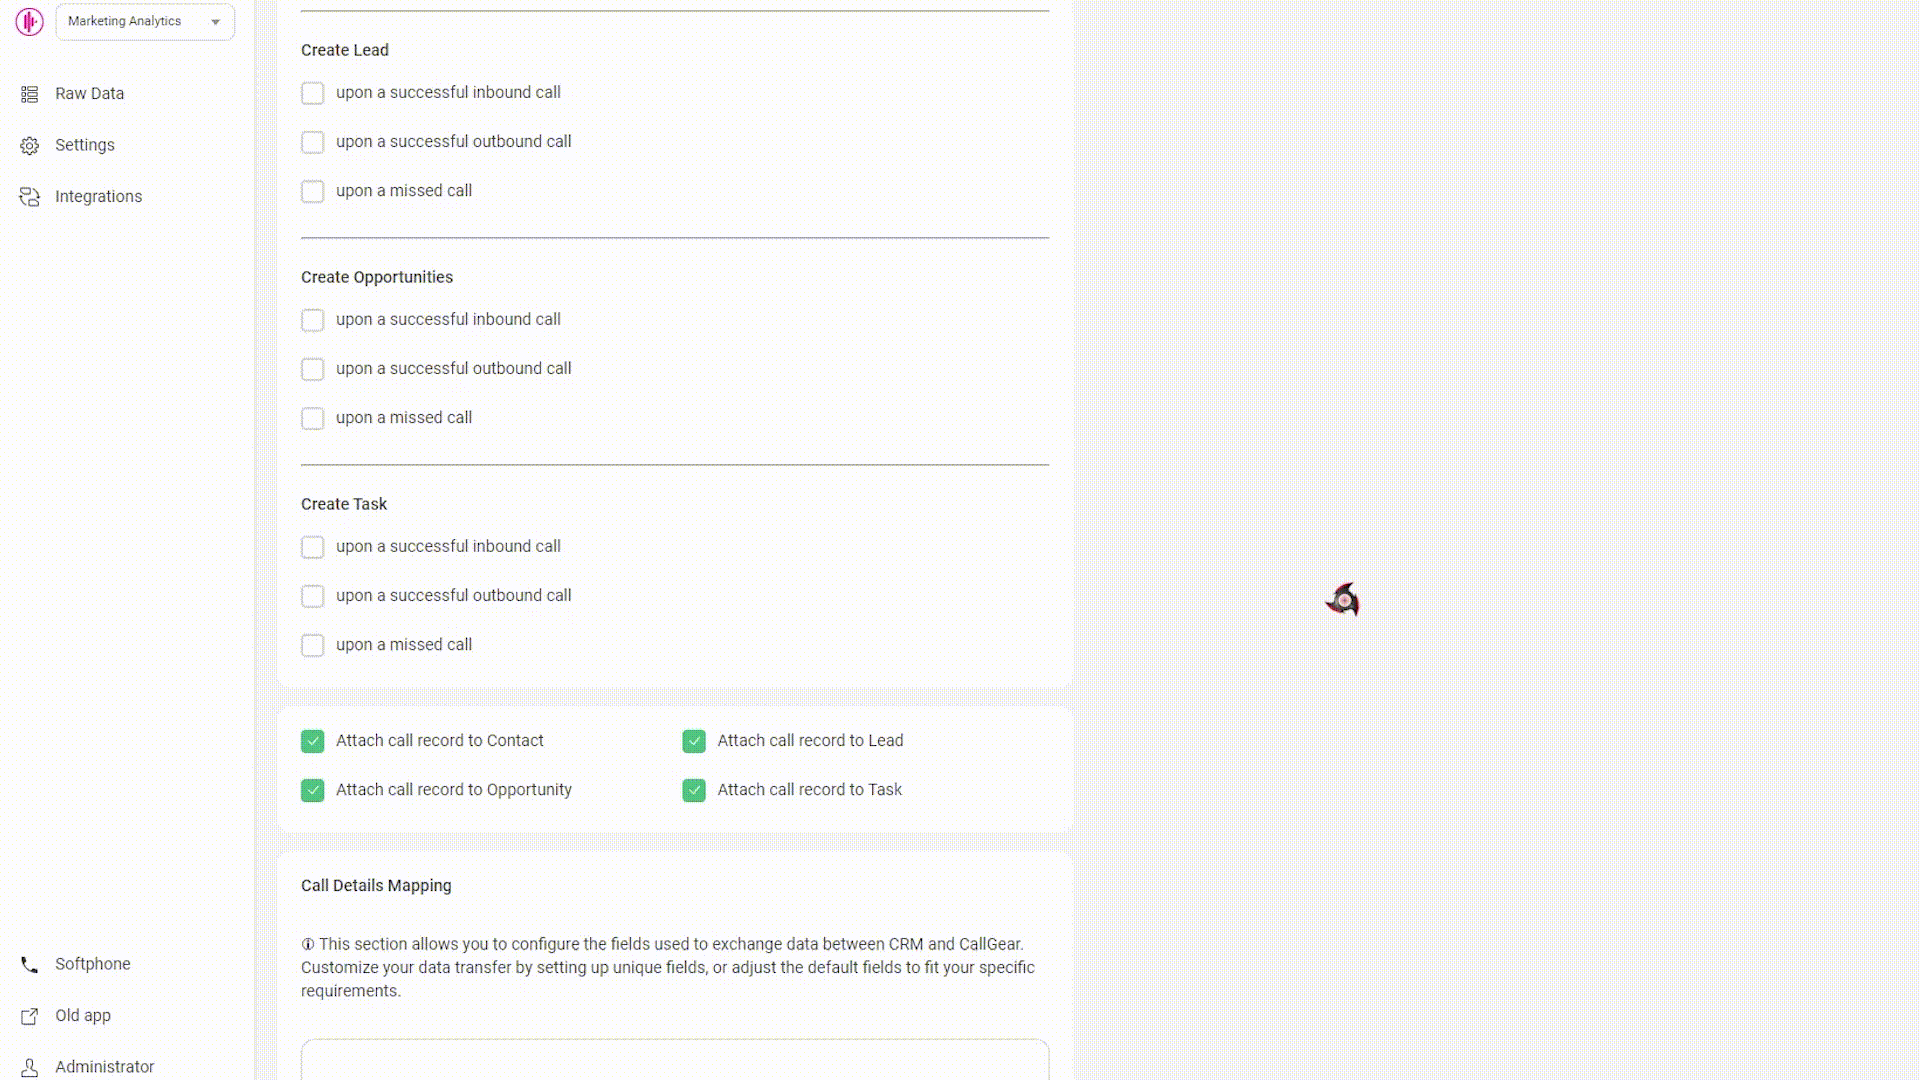 Marketing Analytics
Raw Data
Settings
Integrations
Softphone
Old app
Administrator
Create Lead
upon a successful inbound call
upon a successful outbound call
upon a missed call
Create Opportunities
upon a successful inbound call
upon a successful outbound call
upon a missed call
Create Task
upon a successful inbound call
upon a successful outbound call
upon a missed call
Attach call record to Contact
Attach call record to Lead
Attach call record to Opportunity
Attach call record to Task
Call Details Mapping
This section allows you to configure the fields used to exchange data between CRM and CallGear.
Customize your data transfer by setting up unique fields, or adjust the default fields to fit your specific
requirements.